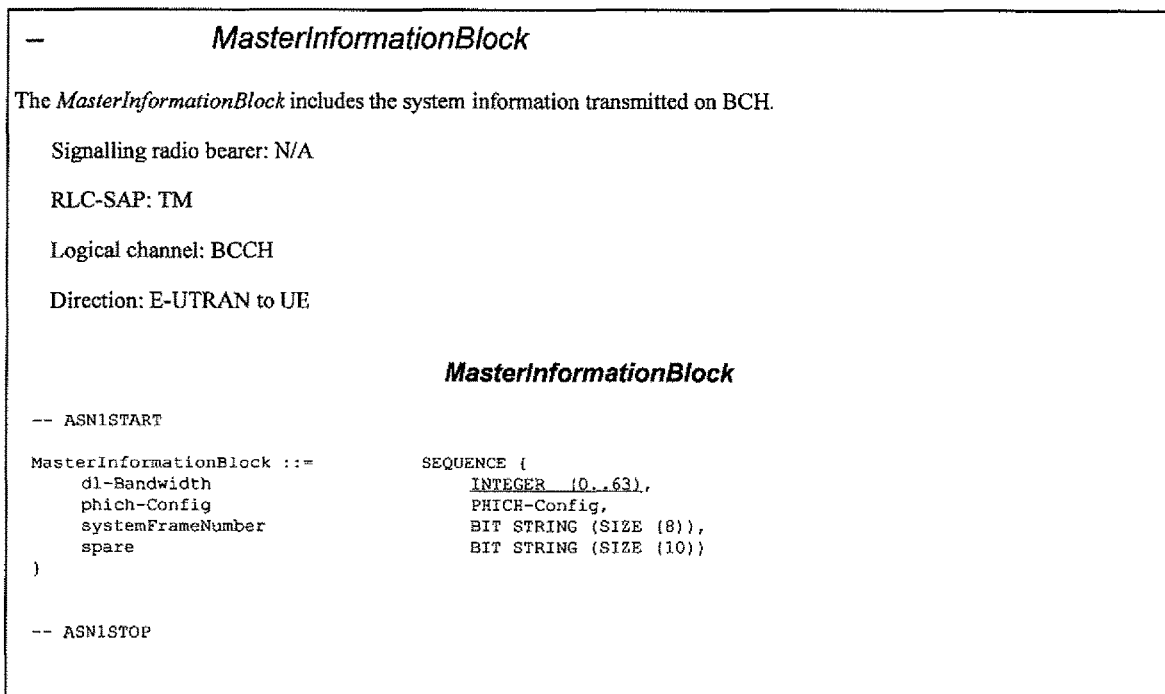 – MasterInformationBlock
The MasterInformationBlock includes the system information transmitted on BCH.
Signalling radio bearer: N/A
RLC-SAP: TM
Logical channel: BCCH
Direction: E-UTRAN to UE
MasterInformationBlock
-- ASN1START
MasterInformationBlock ::= SEQUENCE {
dl-Bandwidth INTEGER (0..63),
phich-Config PHICH-Config,
systemFrameNumber BIT STRING (SIZE (8)),
spare BIT STRING (SIZE (10))
}
-- ASN1STOP